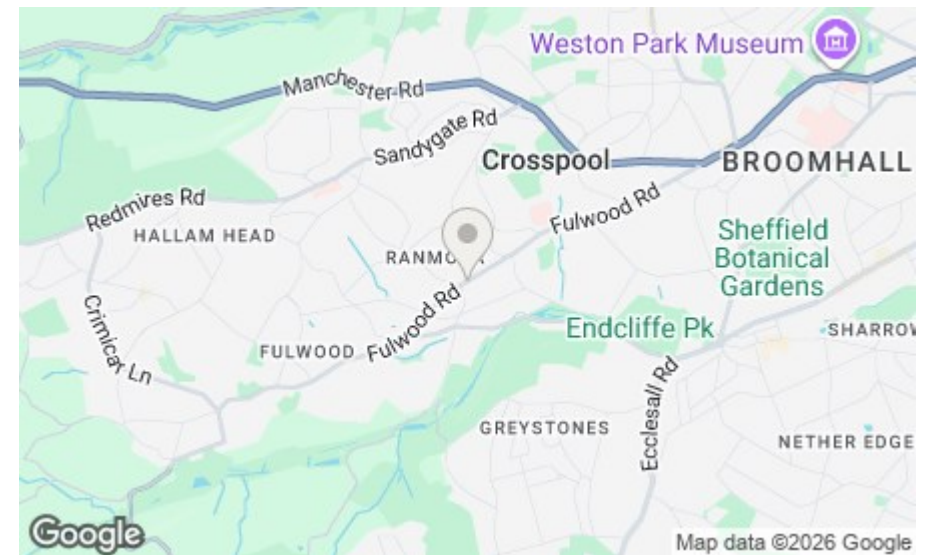 Weston Park Museum
Manchester Rd
Sandygate Rd
Crosspool
BROOMHALL
Redmires Rd
Fulwood Rd
HALLAM HEAD
Sheffield
Botanical
Gardens
Crimicar Ln
Fulwood Rd
Endcliffe Pk
FULWOOD
Ecclesall Rd
GREYSTONES
NETHER EDGE
Google
Map data ©2026 Google